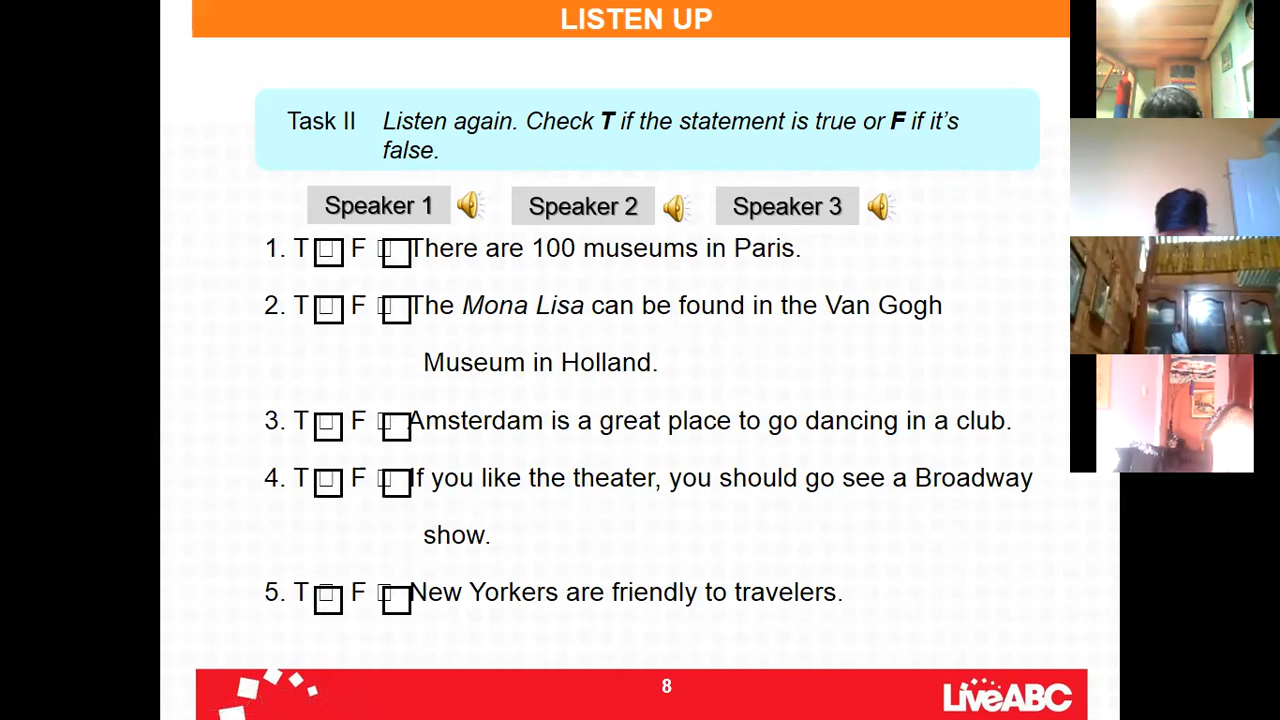 LISTEN UP
Task II Listen again. Check T if the statement is true or F if it's
false.
Speaker 1 Speaker 2 Speaker 3
1. T □ F □ There are 100 museums in Paris.
2. T □ F □ The Mona Lisa can be found in the Van Gogh
Museum in Holland.
3. T □ F □ Amsterdam is a great place to go dancing in a club.
4. T □ F □ If you like the theater, you should go see a Broadway
show.
5. T □ F □ New Yorkers are friendly to travelers.
8
LiveABC